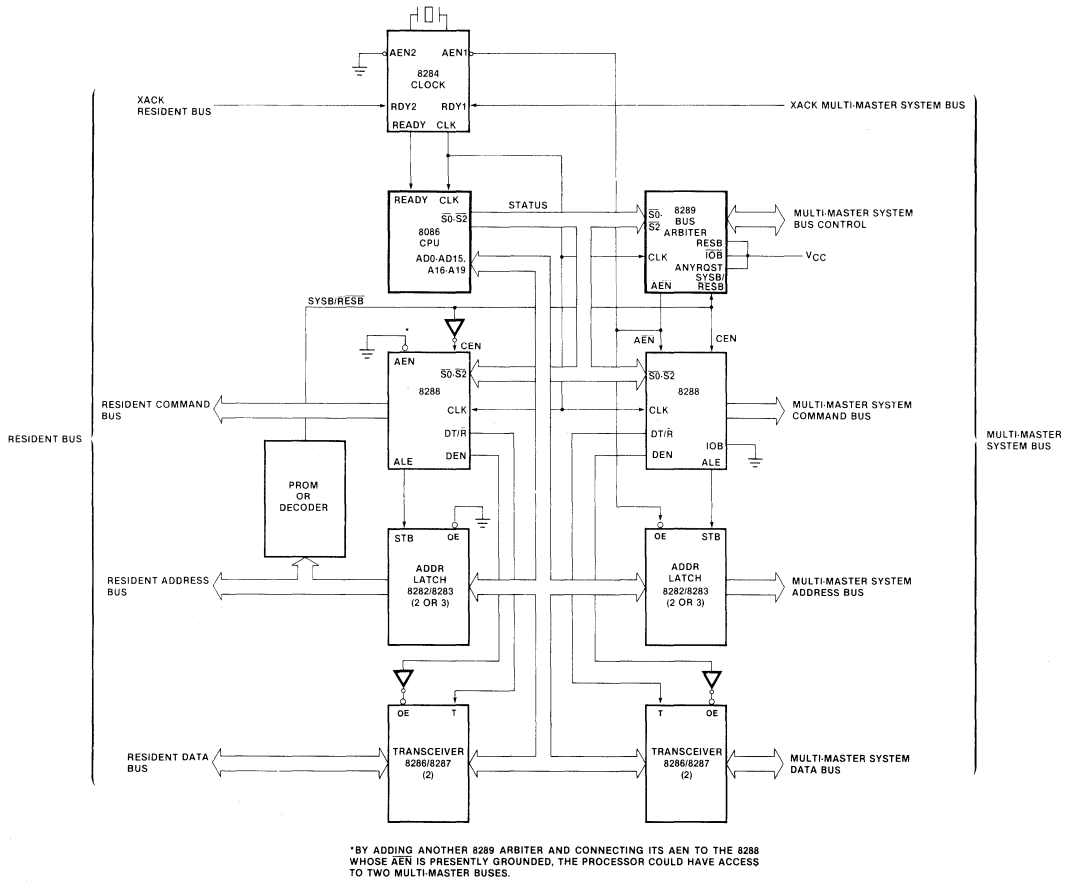 AEN2 AEN1
8284
CLOCK
XACK
RESIDENT BUS
RDY2 RDY1
XACK MULTI-MASTER SYSTEM BUS
READY CLK
READY CLK
S0-S2
8086
CPU
AD0-AD15,
A16-A19
STATUS
S0-
S2
8289
BUS
ARBITER
RESB
IOB
CLK
ANYRQST
SYSB/
RESB
AEN
MULTI-MASTER SYSTEM
BUS CONTROL
VCC
SYSB/RESB
*
CEN
AEN
CEN
AEN
S0-S2
8288
CLK
DT/R
DEN
ALE
S0-S2
8288
CLK
DT/R
DEN
IOB
ALE
RESIDENT COMMAND
BUS
MULTI-MASTER SYSTEM
COMMAND BUS
RESIDENT BUS
MULTI-MASTER
SYSTEM BUS
PROM
OR
DECODER
STB OE
ADDR
LATCH
8282/8283
(2 OR 3)
OE STB
ADDR
LATCH
8282/8283
(2 OR 3)
RESIDENT ADDRESS
BUS
MULTI-MASTER SYSTEM
ADDRESS BUS
OE T
TRANSCEIVER
8286/8287
(2)
T OE
TRANSCEIVER
8286/8287
(2)
RESIDENT DATA
BUS
MULTI-MASTER SYSTEM
DATA BUS
*BY ADDING ANOTHER 8289 ARBITER AND CONNECTING ITS AEN TO THE 8288
WHOSE AEN IS PRESENTLY GROUNDED, THE PROCESSOR COULD HAVE ACCESS
TO TWO MULTI-MASTER BUSES.